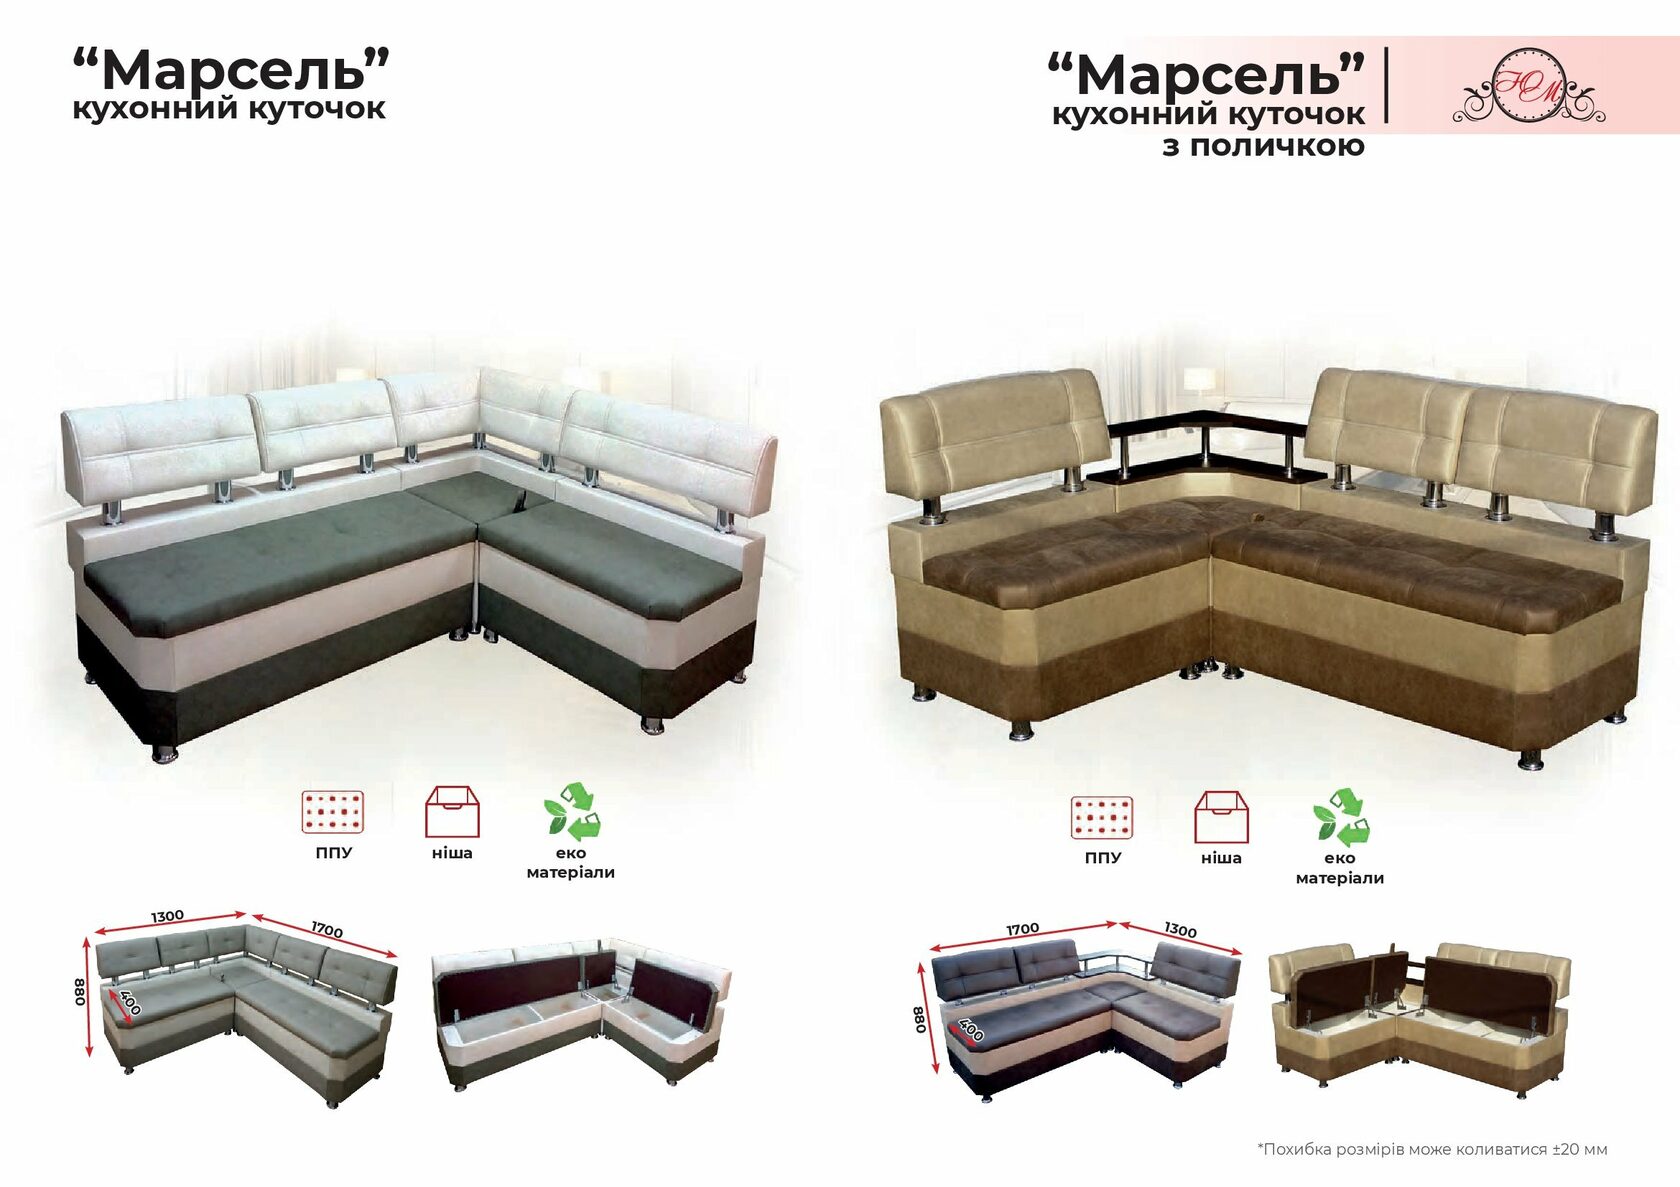 “Марсель”
кухонний куточок
“Марсель”
кухонний куточок
з поличкою
ЮМ
ППУ
ніша
еко
матеріали
ППУ
ніша
еко
матеріали
1300
1700
880
400
1700
1300
880
400
*Похибка розмірів може коливатися ±20 мм